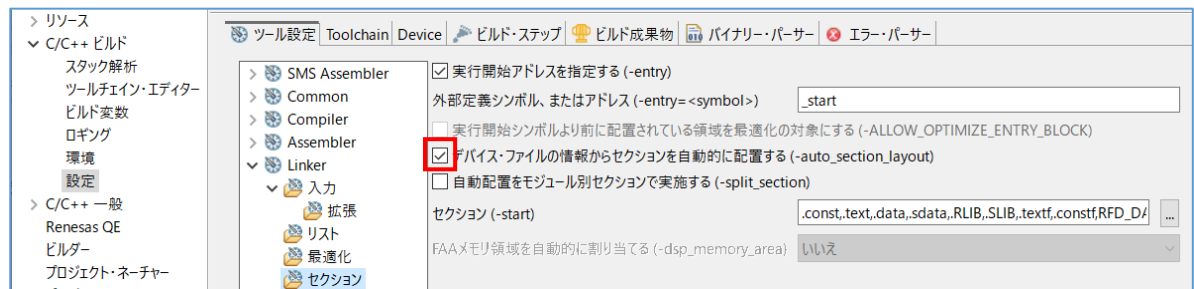 リソース
C/C++ ビルド
スタック解析
ツールチェイン・エディター
ビルド変数
ロギング
環境
設定
C/C++ 一般
Renesas QE
ビルダー
プロジェクト・ネーチャー
ツール設定 Toolchain Device ビルド・ステップ ビルド成果物 バイナリー・パーサー エラー・パーサー
SMS Assembler
Common
Compiler
Assembler
Linker
入力
拡張
リスト
最適化
セクション
実行開始アドレスを指定する (-entry)
外部定義シンボル、またはアドレス (-entry=<symbol>) _start
実行開始シンボルより前に配置されている領域を最適化の対象にする (-ALLOW_OPTIMIZE_ENTRY_BLOCK)
デバイス・ファイルの情報からセクションを自動的に配置する (-auto_section_layout)
自動配置をモジュール別セクションで実施する (-split_section)
セクション (-start) .const,.text,.data,.sdata,.RLIB,.SLIB,.textf,.constf,RFD_DA ...
FAAメモリ領域を自動的に割り当てる (-dsp_memory_area) いいえ